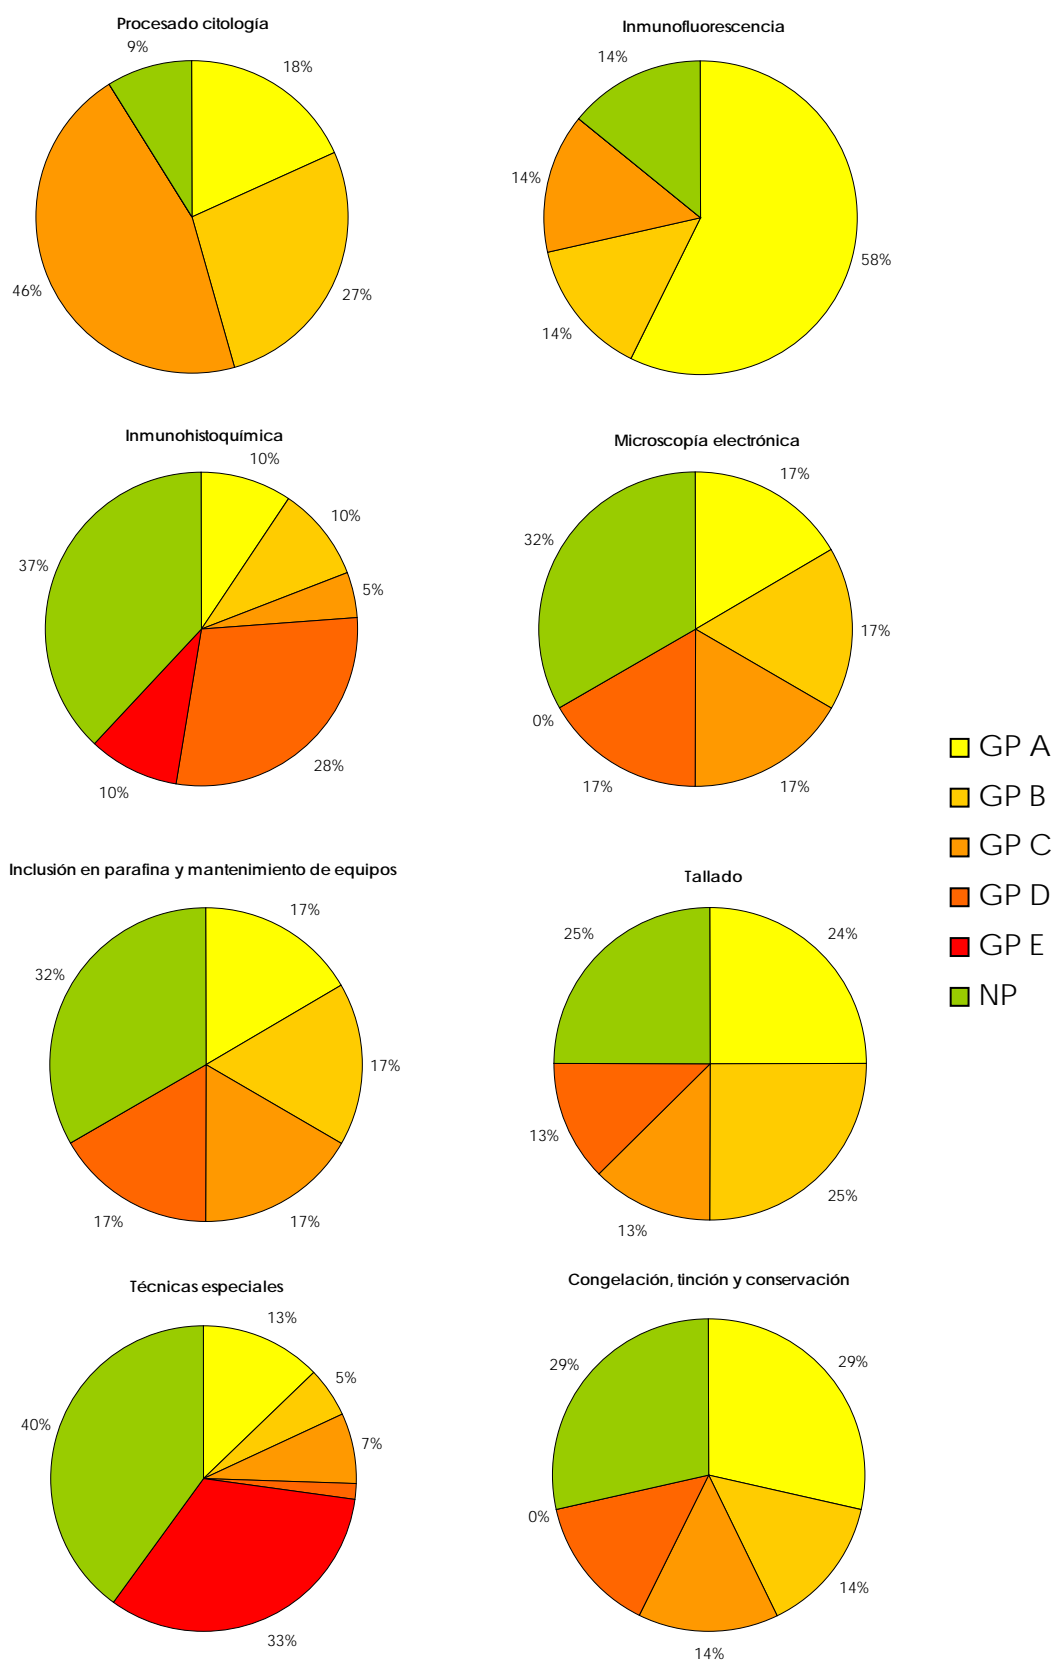 Procesado citología
9%
18%
46%
27%
Inmunofluorescencia
14%
14%
58%
14%
Inmunohistoquímica
10%
10%
37%
5%
28%
10%
Microscopía electrónica
17%
32%
17%
0%
17%
17%
GP A
GP B
GP C
GP D
GP E
NP
Inclusión en parafina y mantenimiento de equipos
17%
32%
17%
17%
17%
Tallado
25%
24%
13%
25%
13%
Técnicas especiales
13%
5%
40%
7%
33%
Congelación, tinción y conservación
29%
29%
0%
14%
14%